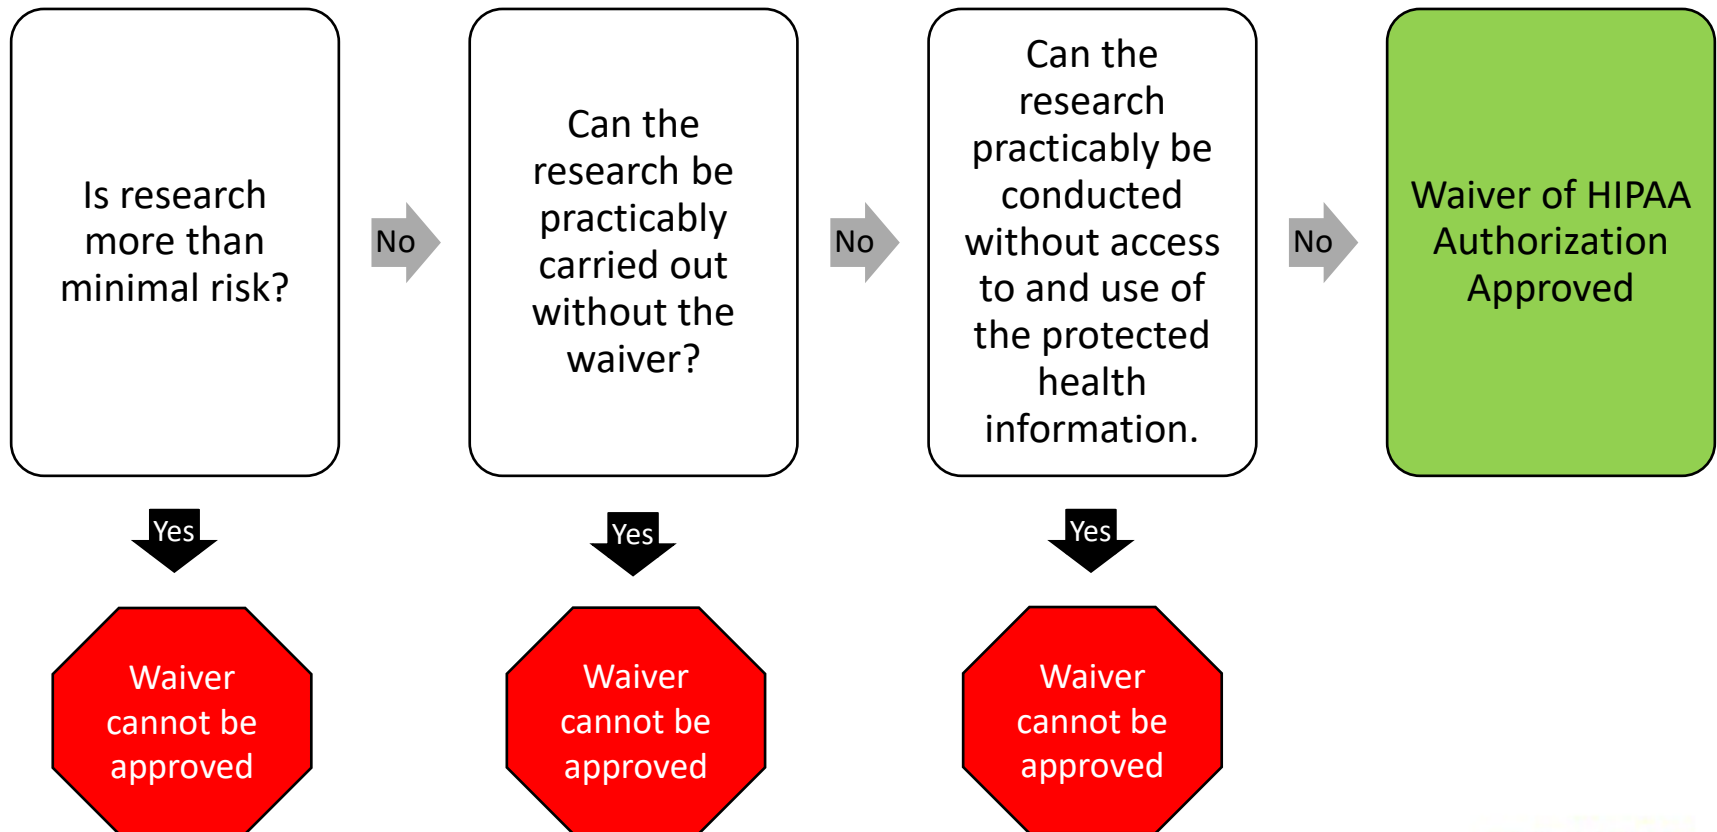 Is research
more than
minimal risk?
No
Can the
research be
practicably
carried out
without the
waiver?
No
Can the
research
practicably be
conducted
without access
to and use of
the protected
health
information.
No
Waiver of HIPAA
Authorization
Approved
Yes
Yes
Yes
Waiver
cannot be
approved
Waiver
cannot be
approved
Waiver
cannot be
approved